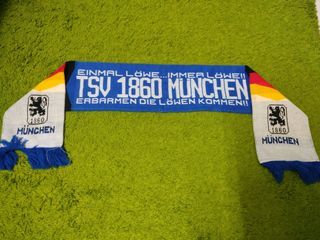 EINMAL LÖWE...IMMER LÖWE!!
TSV 1860 MÜNCHEN
ERBARMEN DIE LÖWEN KOMMEN!!
1860
MÜNCHEN
1860
MÜNCHEN